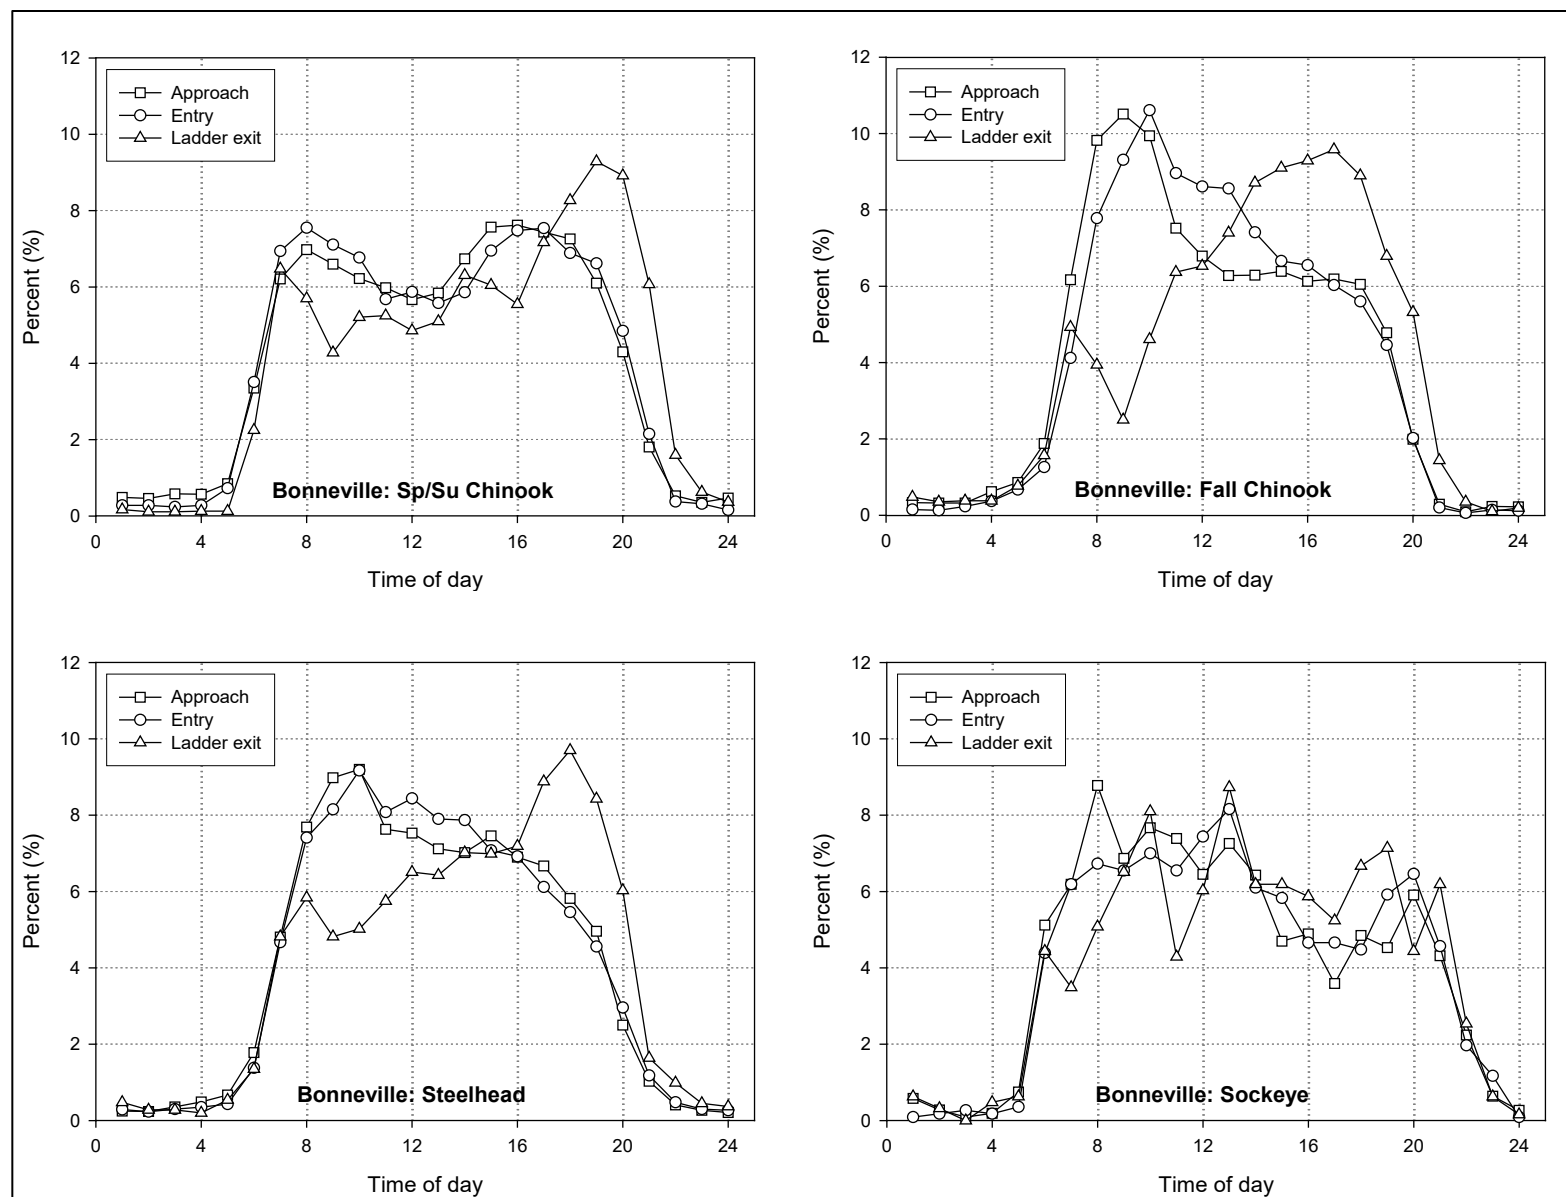 12
10
8
6
4
2
0
Percent (%)
Approach
Entry
Ladder exit
Bonneville: Sp/Su Chinook
0 4 8 12 16 20 24
Time of day
12
10
8
6
4
2
0
Percent (%)
Approach
Entry
Ladder exit
Bonneville: Fall Chinook
0 4 8 12 16 20 24
Time of day
12
10
8
6
4
2
0
Percent (%)
Approach
Entry
Ladder exit
Bonneville: Steelhead
0 4 8 12 16 20 24
Time of day
12
10
8
6
4
2
0
Percent (%)
Approach
Entry
Ladder exit
Bonneville: Sockeye
0 4 8 12 16 20 24
Time of day